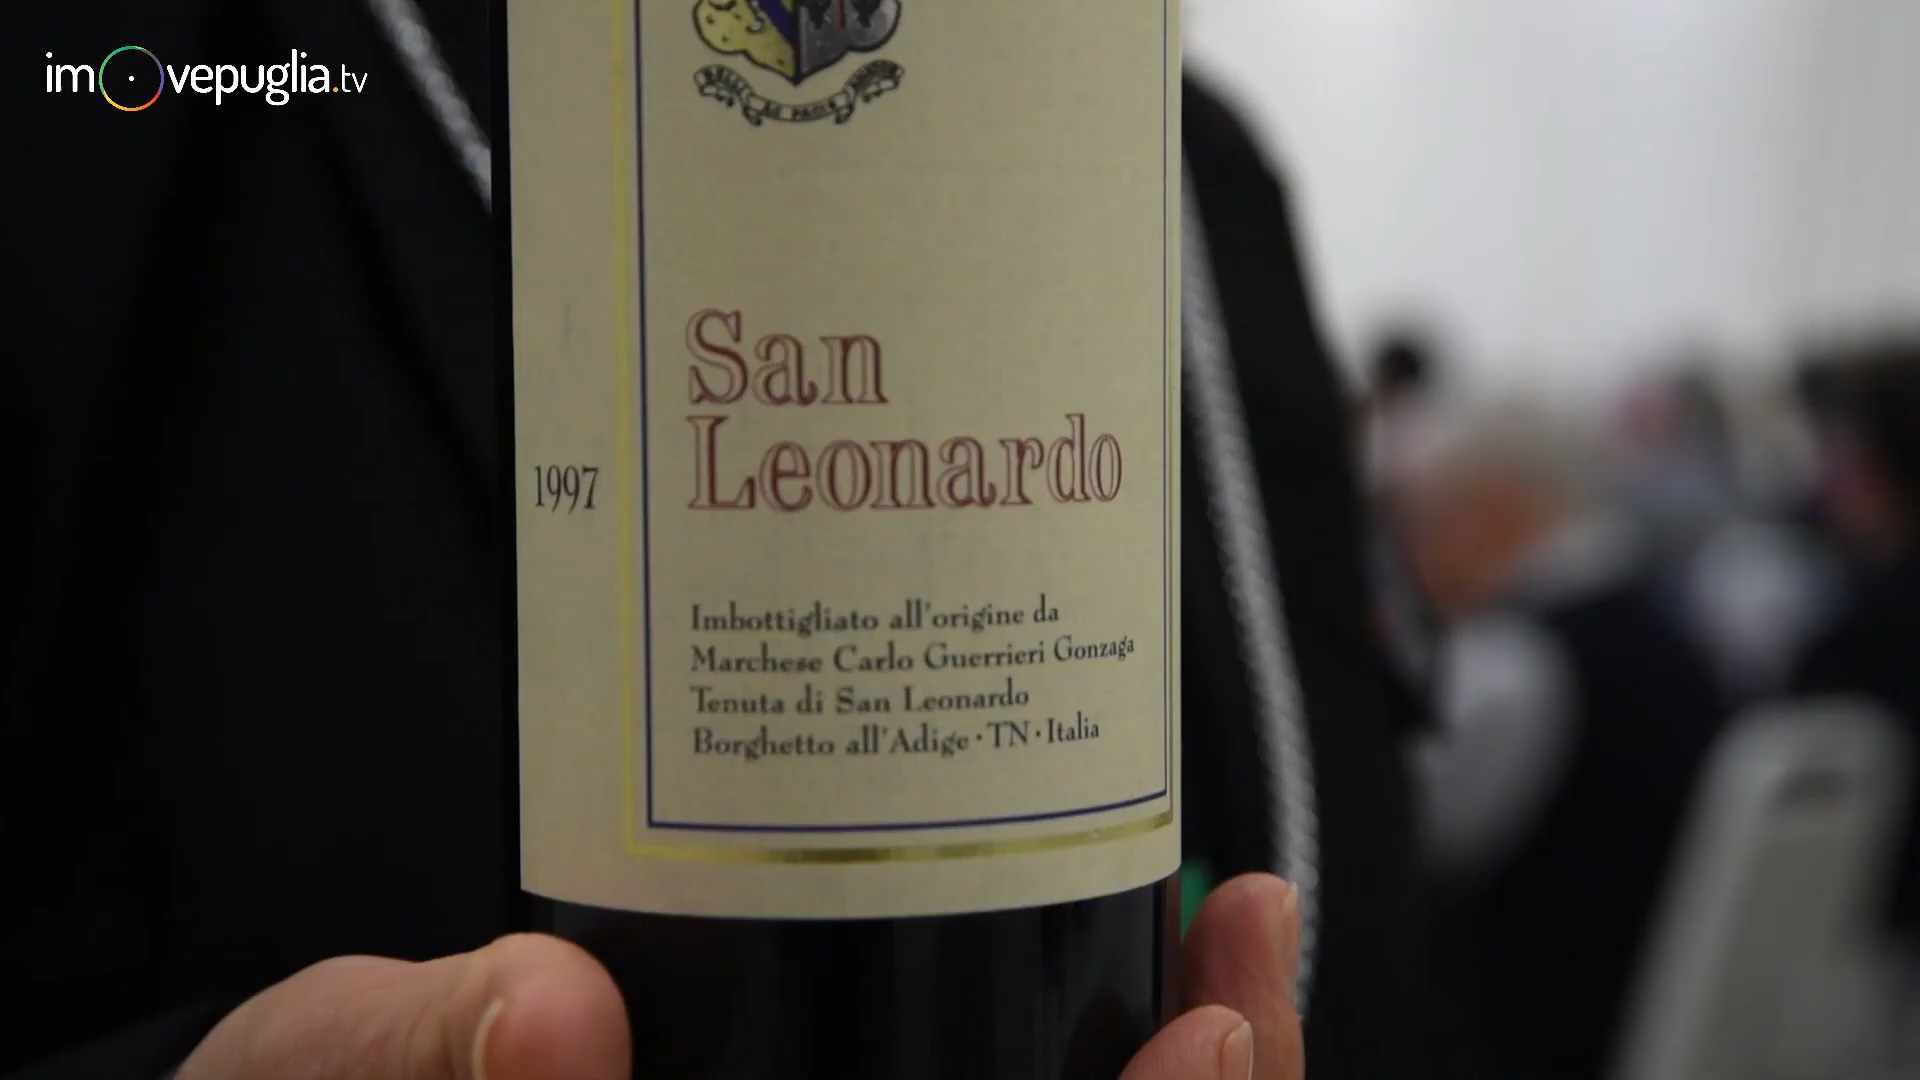 imovepuglia.tv
San
Leonardo
1997
Imbottigliato all'origine da
Marchese Carlo Guerrieri Gonzaga
Tenuta di San Leonardo
Borghetto all'Adige · TN · Italia